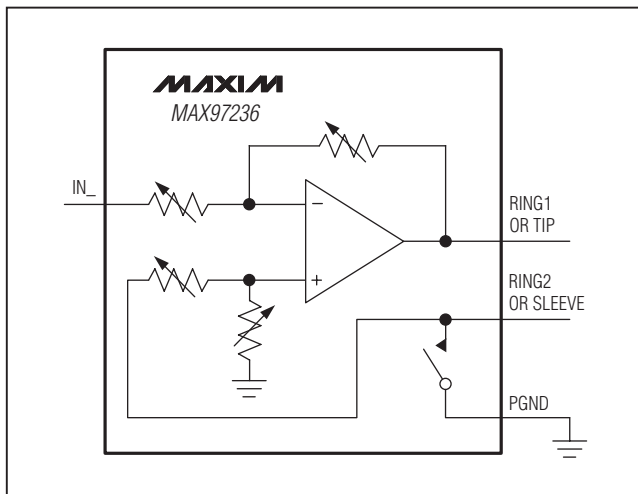 MAXIM
MAX97236
IN_
−
+
RING1
OR TIP
RING2
OR SLEEVE
PGND